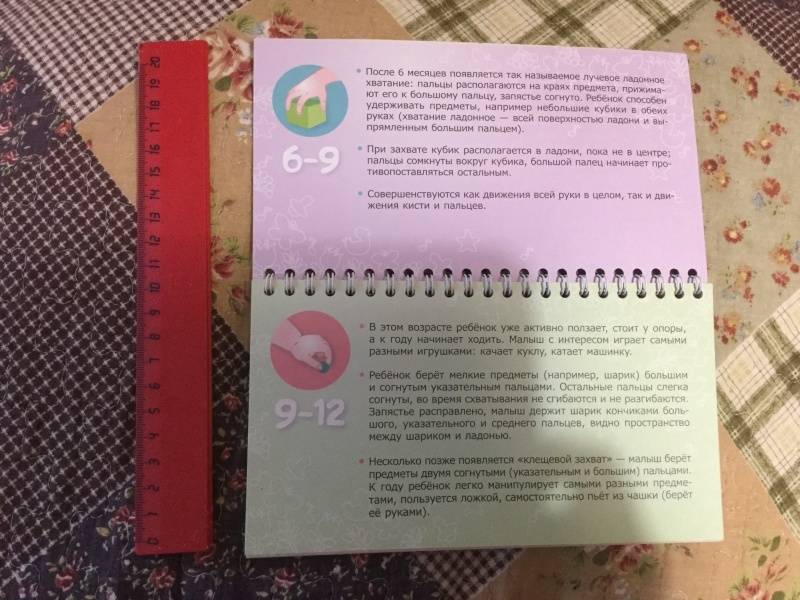 После 6 месяцев появляется так называемое лучевое ладонное
хватание: пальцы располагаются на краях предмета, прижима-
ют его к большому пальцу, запястье согнуто. Ребёнок способен
удерживать предметы, например небольшие кубики в обеих
руках (хватание ладонное — всей поверхностью ладони и вы-
прямленным большим пальцем).
6–9
При захвате кубик располагается в ладони, пока не в центре;
пальцы сомкнуты вокруг кубика, большой палец начинает про-
тивопоставляться остальным.
Совершенствуются как движения всей руки в целом, так и дви-
жения кисти и пальцев.
В этом возрасте ребёнок уже активно ползает, стоит у опоры,
а к году начинает ходить. Малыш с интересом играет самыми
разными игрушками: качает куклу, катает машинку.
9–12
Ребёнок берёт мелкие предметы (например, шарик) большим
и согнутым указательным пальцами. Остальные пальцы слегка
согнуты, во время схватывания не сгибаются и не разгибаются.
Запястье расправлено, малыш держит шарик кончиками боль-
шого, указательного и среднего пальцев, видно пространство
между шариком и ладонью.
Несколько позже появляется «клещевой захват» — малыш берёт
предметы двумя согнутыми (указательным и большим) пальцами.
К году ребёнок легко манипулирует самыми разными предме-
тами, пользуется ложкой, самостоятельно пьёт из чашки (берёт
её руками).
0 1 2 3 4 5 6 7 8 9 10 11 12 13 14 15 16 17 18 19 20